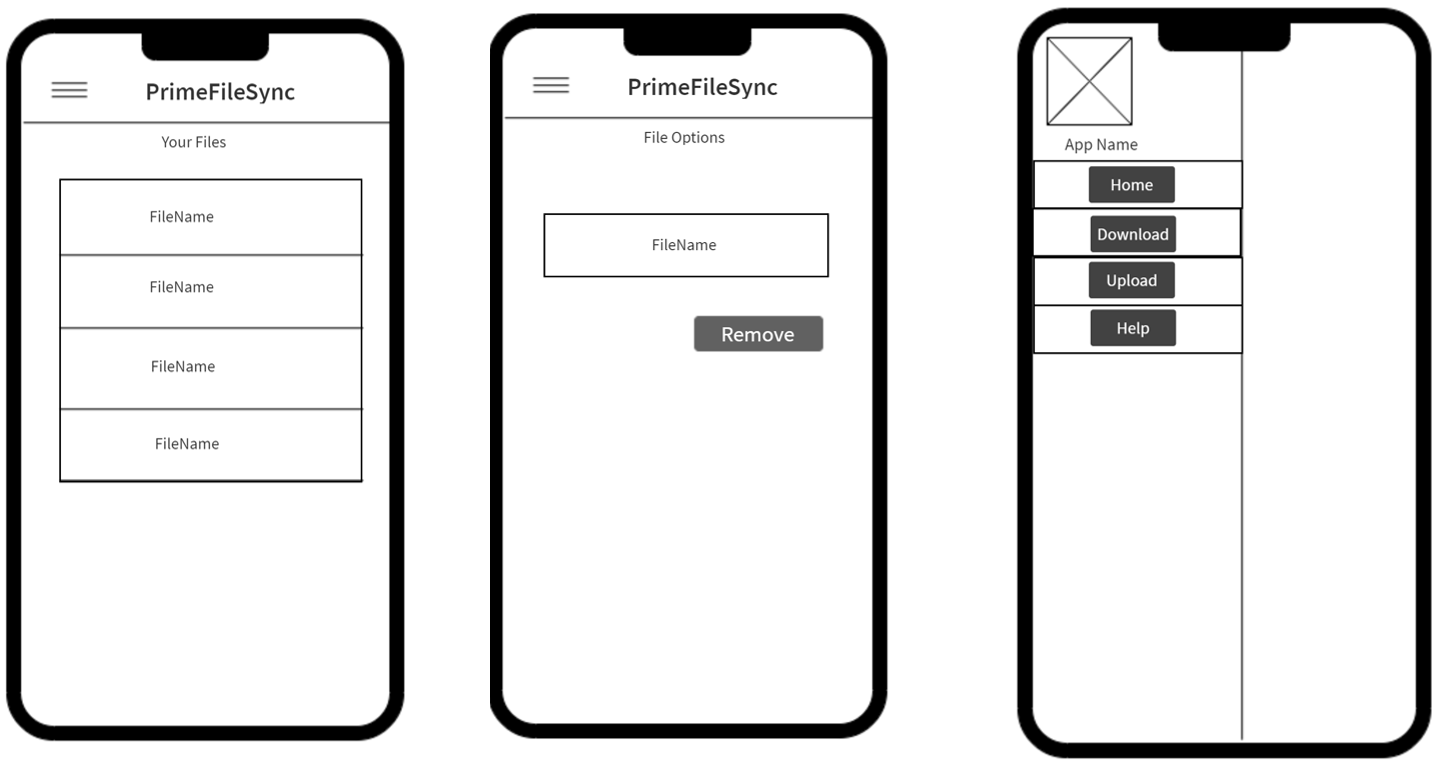 PrimeFileSync
Your Files
FileName
FileName
FileName
FileName
PrimeFileSync
File Options
FileName
Remove
App Name
Home
Download
Upload
Help